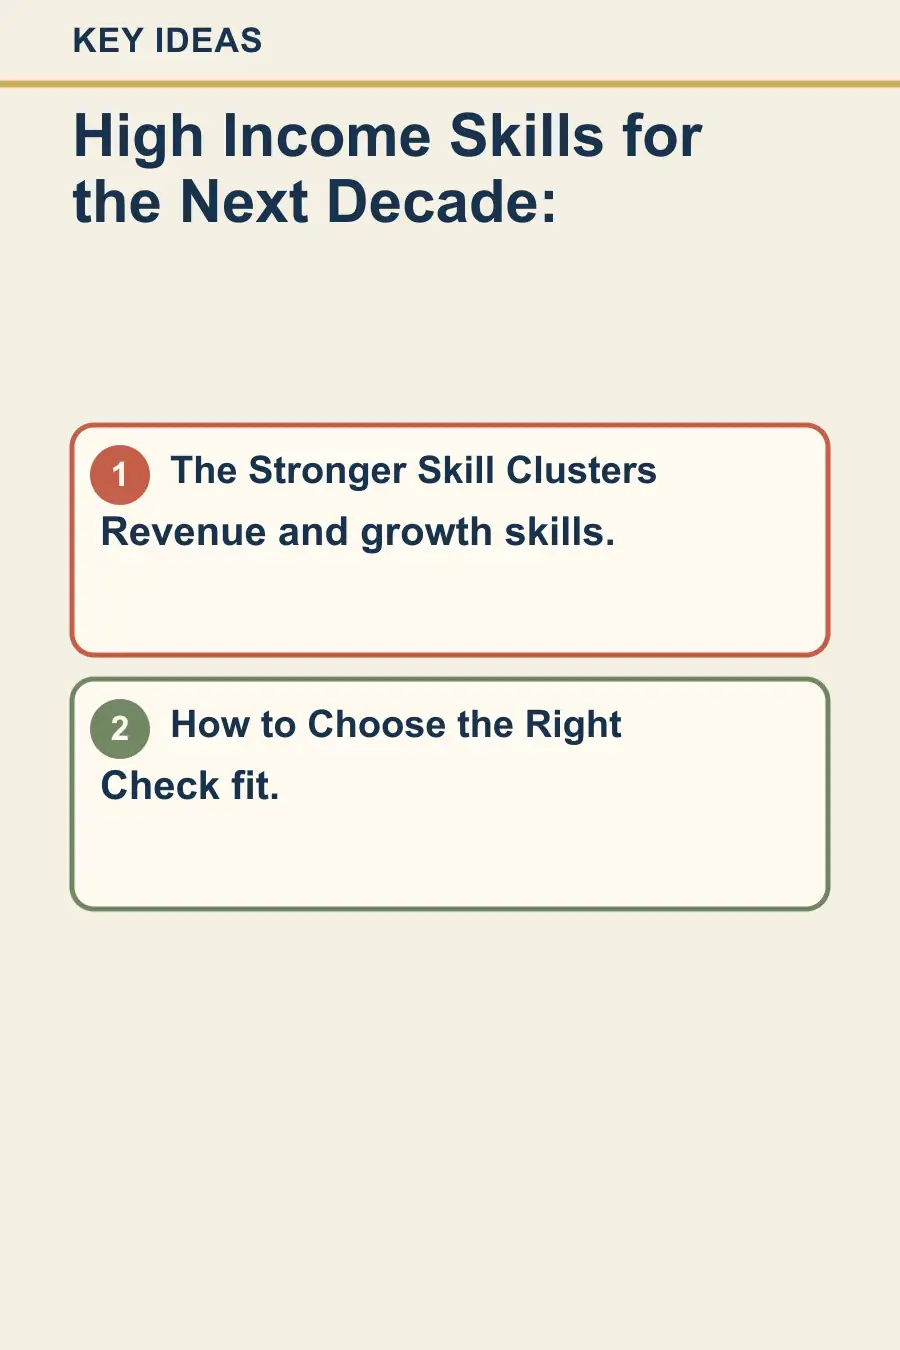 KEY IDEAS
High Income Skills for
the Next Decade:
1 The Stronger Skill Clusters
Revenue and growth skills.
2 How to Choose the Right
Check fit.